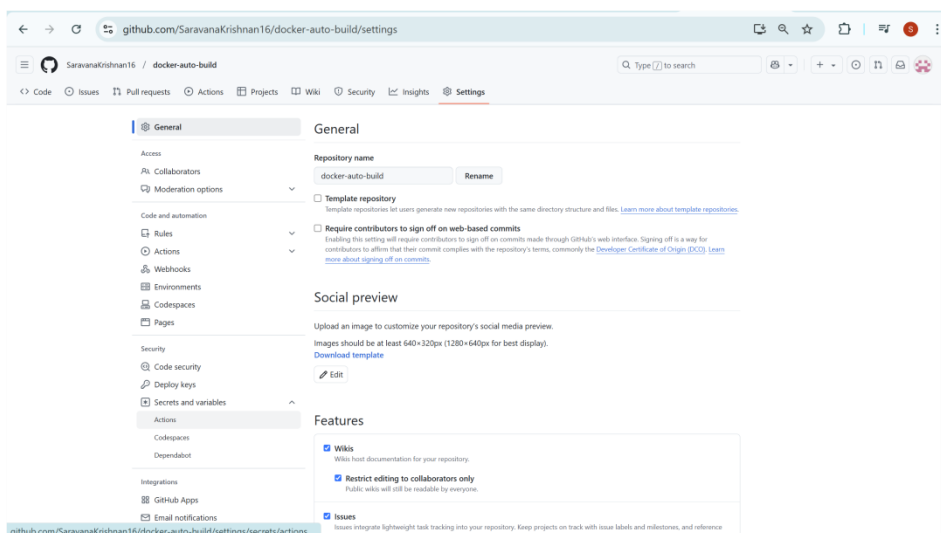 github.com/SaravanaKrishnan16/docker-auto-build/settings
S
SaravanaKrishnan16 / docker-auto-build
Type / to search
<> Code
Issues
Pull requests
Actions
Projects
Wiki
Security
Insights
Settings
General
Access
Collaborators
Moderation options
Code and automation
Rules
Actions
Webhooks
Environments
Codespaces
Pages
Security
Code security
Deploy keys
Secrets and variables
Actions
Codespaces
Dependabot
Integrations
GitHub Apps
Email notifications
General
Repository name
docker-auto-build
Rename
Template repository
Template repositories let users generate new repositories with the same directory structure and files. Learn more about template repositories.
Require contributors to sign off on web-based commits
Enabling this setting will require contributors to sign off on commits made through GitHub's web interface. Signing off is a way for
contributors to affirm that their commit complies with the repository's terms, commonly the Developer Certificate of Origin (DCO). Learn
more about signing off on commits.
Social preview
Upload an image to customize your repository's social media preview.
Images should be at least 640×320px (1280×640px for best display).
Download template
Edit
Features
Wikis
Wikis host documentation for your repository.
Restrict editing to collaborators only
Public wikis will still be readable by everyone.
Issues
Issues integrate lightweight task tracking into your repository. Keep projects on track with issue labels and milestones, and reference
github.com/SaravanaKrishnan16/docker-auto-build/settings/secrets/actions